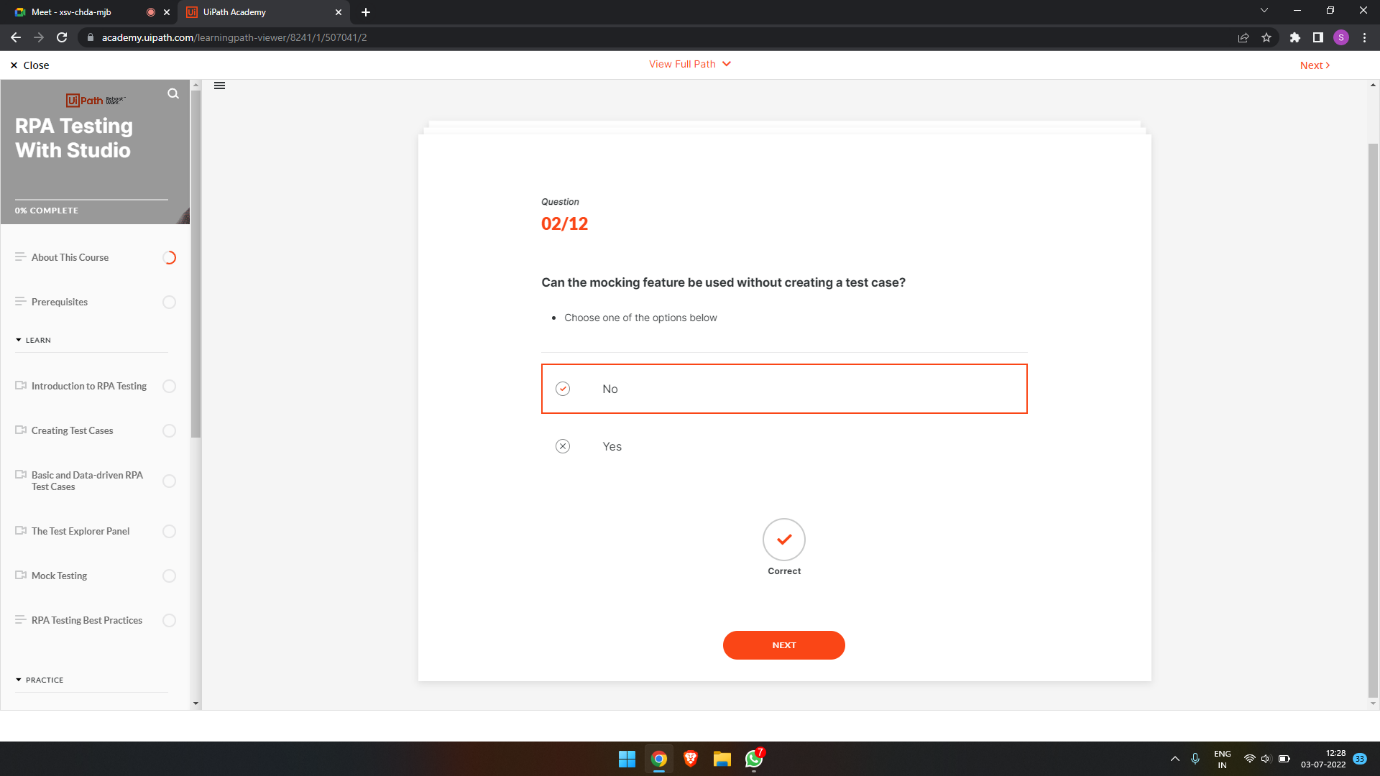 Meet - xsv-chda-mjb
UiPath Academy
academy.uipath.com/learningpath-viewer/8241/1/507041/2
S
Close
View Full Path
Next
UiPath
RPA Testing
With Studio
0% COMPLETE
About This Course
Prerequisites
LEARN
Introduction to RPA Testing
Creating Test Cases
Basic and Data-driven RPA
Test Cases
The Test Explorer Panel
Mock Testing
RPA Testing Best Practices
PRACTICE
Question
02/12
Can the mocking feature be used without creating a test case?
• Choose one of the options below
No
Yes
Correct
NEXT
7
ENG
IN
12:28
03-07-2022
33